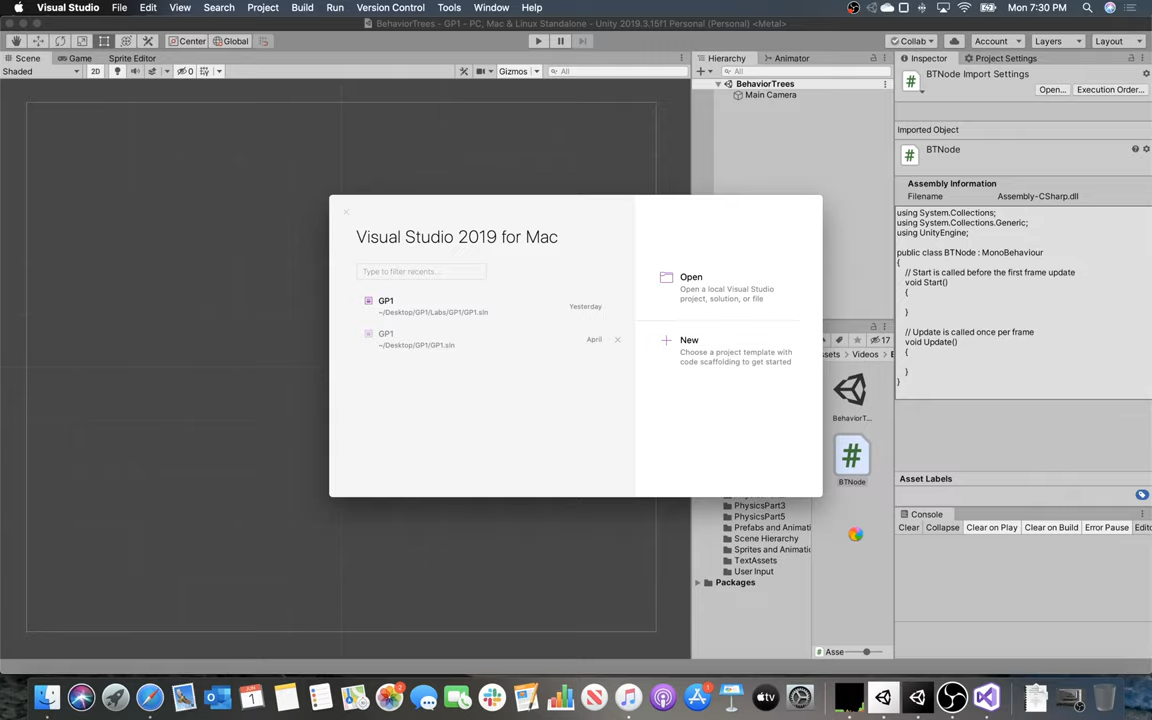 Visual Studio File Edit View Search Project Build Run Version Control Tools Window Help Mon 7:30 PM
BehaviorTrees - GP1 - PC, Mac & Linux Standalone - Unity 2019.3.15f1 Personal (Personal) <Metal>
Center Global Collab Account Layers Layout
Scene Game Sprite Editor Hierarchy Animator Inspector Project Settings
Shaded 2D 0 Gizmos All All
BTNode Import Settings
BehaviorTrees
Main Camera
Open... Execution Order...
Imported Object
BTNode
Assembly Information
Filename Assembly-CSharp.dll
using System.Collections;
using System.Collections.Generic;
using UnityEngine;
public class BTNode : MonoBehaviour
{
// Start is called before the first frame update
void Start()
{
}
// Update is called once per frame
void Update()
{
}
}
Visual Studio 2019 for Mac
Type to filter recents...
GP1
~/Desktop/GP1/Labs/GP1/GP1.sln
Yesterday
GP1
~/Desktop/GP1/GP1.sln
April
Open
Open a local Visual Studio
project, solution, or file
New
Choose a project template with
code scaffolding to get started
17
ssets Videos B
BehaviorT...
#
BTNode
Asset Labels
Console
Clear Collapse Clear on Play Clear on Build Error Pause Edito
PhysicsPart3
PhysicsPart5
Prefabs and Animati
Scene Hierarchy
Sprites and Animatic
TextAssets
User Input
Packages
Asse